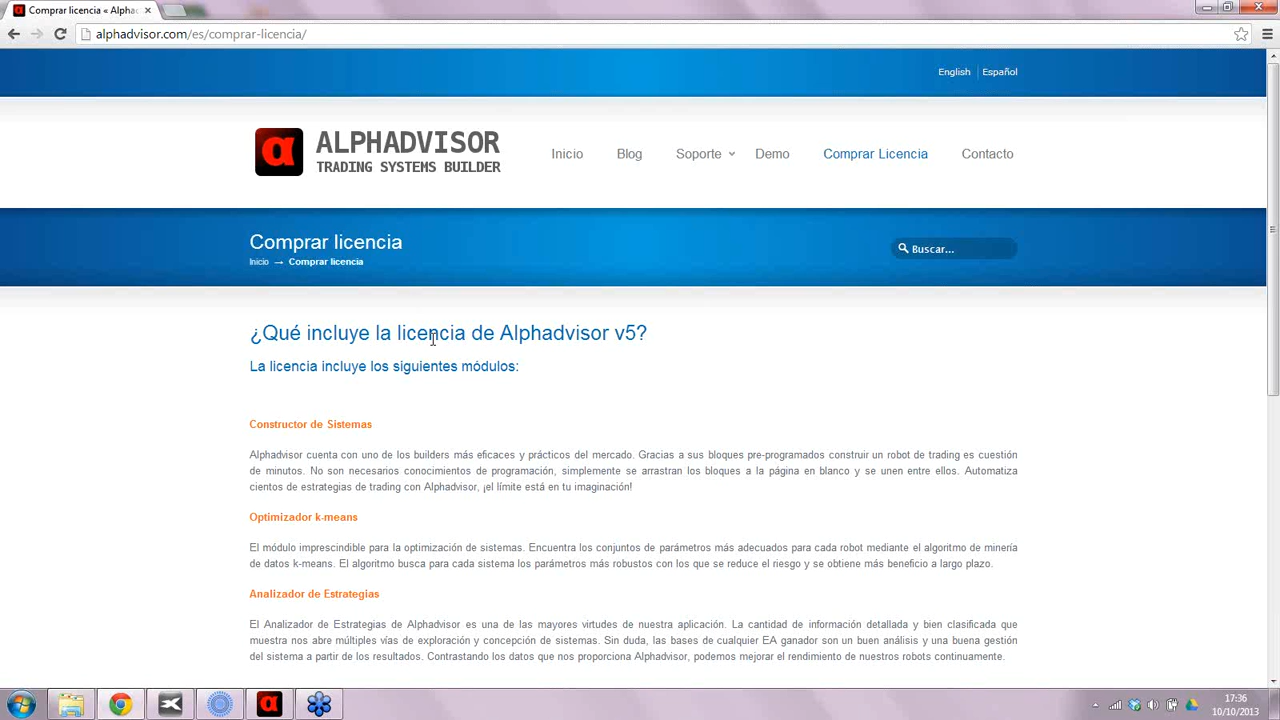 Comprar licencia « Alphad
alphadvisor.com/es/comprar-licencia/
English Español
α ALPHADVISOR
TRADING SYSTEMS BUILDER
Inicio Blog Soporte Demo Comprar Licencia Contacto
Comprar licencia
Inicio → Comprar licencia
Buscar...
¿Qué incluye la licencia de Alphadvisor v5?
La licencia incluye los siguientes módulos:
Constructor de Sistemas
Alphadvisor cuenta con uno de los builders más eficaces y prácticos del mercado. Gracias a sus bloques pre-programados construir un robot de trading es cuestión
de minutos. No son necesarios conocimientos de programación, simplemente se arrastran los bloques a la página en blanco y se unen entre ellos. Automatiza
cientos de estrategias de trading con Alphadvisor, ¡el límite está en tu imaginación!
Optimizador k-means
El módulo imprescindible para la optimización de sistemas. Encuentra los conjuntos de parámetros más adecuados para cada robot mediante el algoritmo de minería
de datos k-means. El algoritmo busca para cada sistema los parámetros más robustos con los que se reduce el riesgo y se obtiene más beneficio a largo plazo.
Analizador de Estrategias
El Analizador de Estrategias de Alphadvisor es una de las mayores virtudes de nuestra aplicación. La cantidad de información detallada y bien clasificada que
muestra nos abre múltiples vías de exploración y concepción de sistemas. Sin duda, las bases de cualquier EA ganador son un buen análisis y una buena gestión
del sistema a partir de los resultados. Contrastando los datos que nos proporciona Alphadvisor, podemos mejorar el rendimiento de nuestros robots continuamente.
α
17:36
10/10/2013